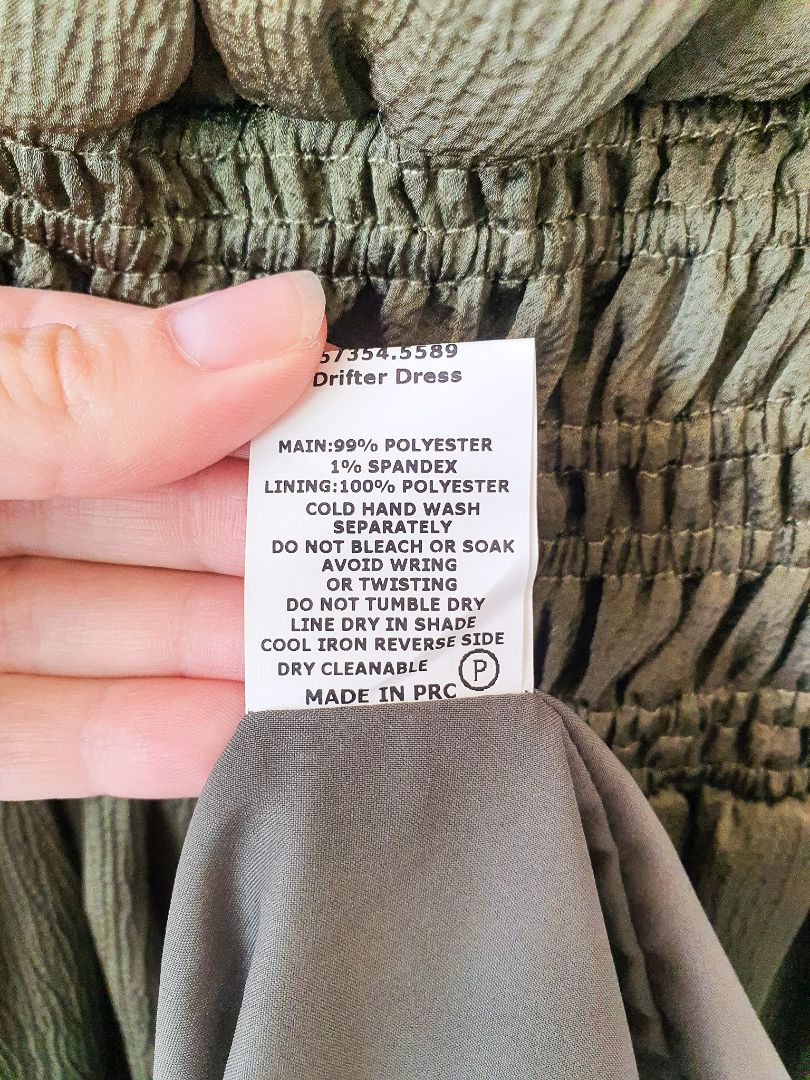 57354.5589
Drifter Dress
MAIN:99% POLYESTER
1% SPANDEX
LINING:100% POLYESTER
COLD HAND WASH
SEPARATELY
DO NOT BLEACH OR SOAK
AVOID WRING
OR TWISTING
DO NOT TUMBLE DRY
LINE DRY IN SHADE
COOL IRON REVERSE SIDE
DRY CLEANABLE P
MADE IN PRC